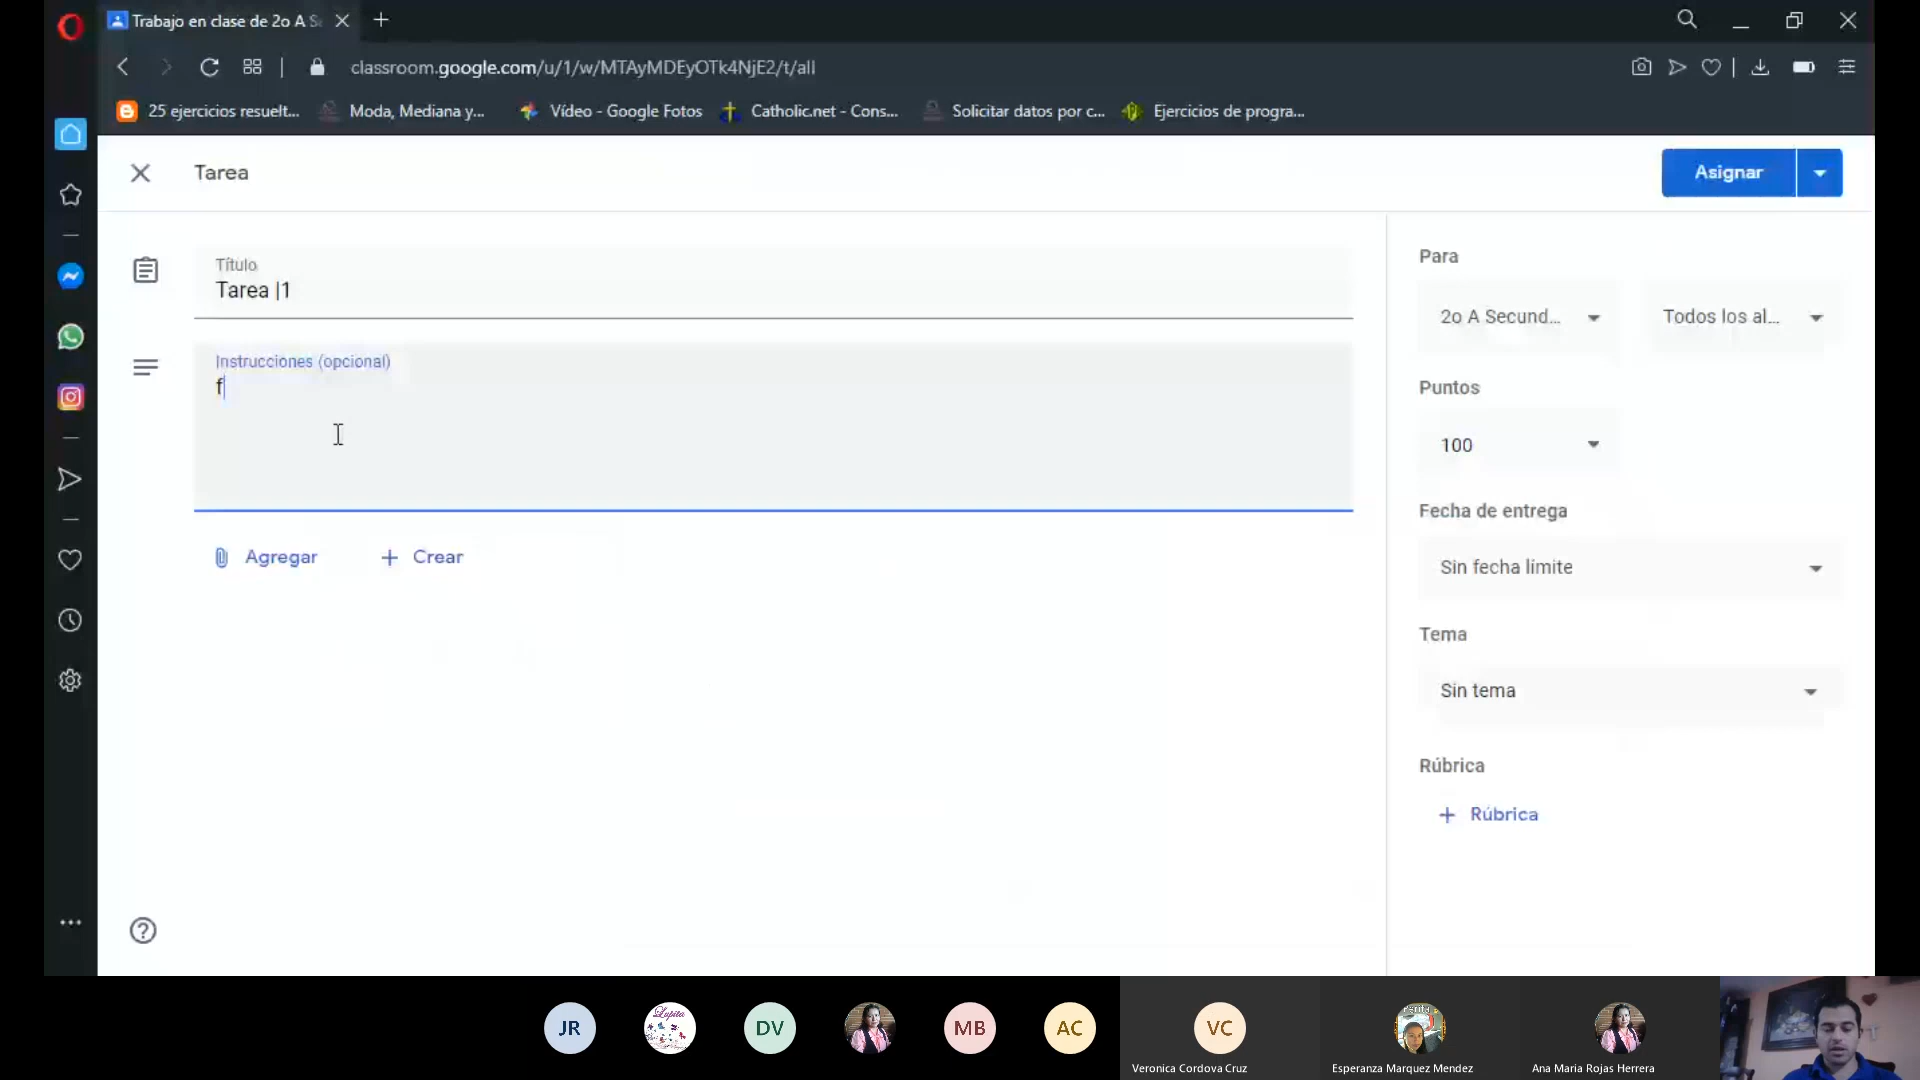 Trabajo en clase de 2o A Se
classroom.google.com/u/1/w/MTAyMDEyOTk4NjE2/t/all
25 ejercicios resuelt...
Moda, Mediana y...
Vídeo - Google Fotos
Catholic.net - Cons...
Solicitar datos por c...
Ejercicios de progra...
Tarea
Asignar
Título
Tarea |1
Instrucciones (opcional)
f
Agregar
Crear
Para
2o A Secund...
Todos los al...
Puntos
100
Fecha de entrega
Sin fecha límite
Tema
Sin tema
Rúbrica
+ Rúbrica
JR
Lupita
DV
MB
AC
VC
Veronica Cordova Cruz
Esperanza Marquez Mendez
Ana Maria Rojas Herrera